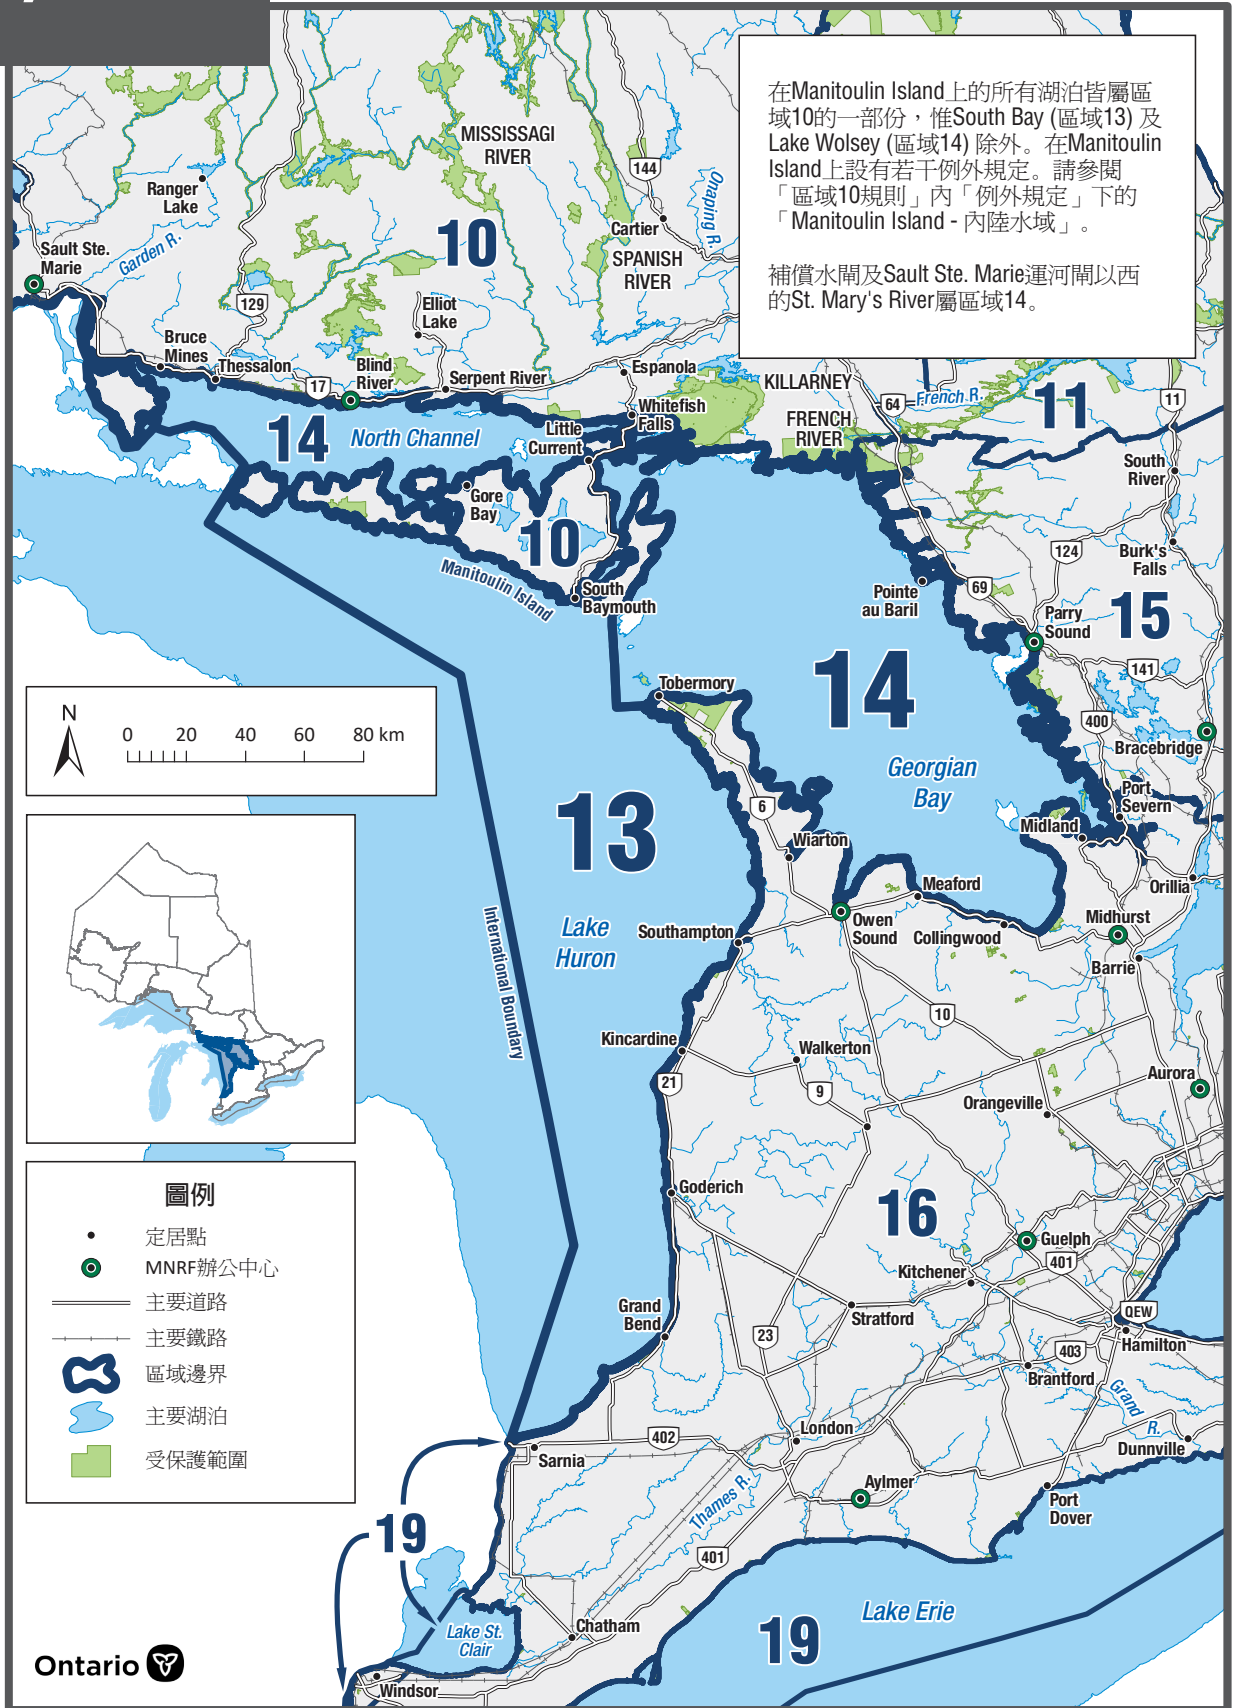 在Manitoulin Island上的所有湖泊皆屬區
域10的一部份，惟South Bay (區域13) 及
Lake Wolsey (區域14) 除外。在Manitoulin
Island上設有若干例外規定。請參閱
「區域10規則」內「例外規定」下的
「Manitoulin Island - 內陸水域」。
補償水閘及Sault Ste. Marie運河閘以西
的St. Mary's River屬區域14。
MISSISSAGI
RIVER
144
Onaping R.
Ranger
Lake
Cartier
10
Garden R.
SPANISH
RIVER
Sault Ste.
Marie
129
Elliot
Lake
Bruce
Mines
Thessalon
17
Blind
River
Serpent River
Espanola
KILLARNEY
64
French R.
11
11
Whitefish
Falls
FRENCH
RIVER
14
North Channel
Little
Current
South
River
Gore
Bay
10
124
Burk's
Falls
Manitoulin Island
South
Baymouth
Pointe
au Baril
69
15
Parry
Sound
141
Tobermory
14
400
Bracebridge
N
0 20 40 60 80 km
Georgian
Bay
13
6
Port
Severn
Midland
Wiarton
Meaford
Orillia
Lake
Huron
International Boundary
Southampton
Owen
Sound
Collingwood
Midhurst
Barrie
10
Kincardine
Walkerton
21
9
Aurora
Orangeville
Goderich
16
Guelph
401
Kitchener
圖例
定居點
MNRF辦公中心
主要道路
主要鐵路
區域邊界
主要湖泊
受保護範圍
Grand
Bend
Stratford
QEW
23
Hamilton
403
Brantford
Grand
R.
402
London
Dunnville
Sarnia
Aylmer
Thames R.
Port
Dover
19
401
Lake St.
Clair
Chatham
19
Lake Erie
Ontario
Windsor